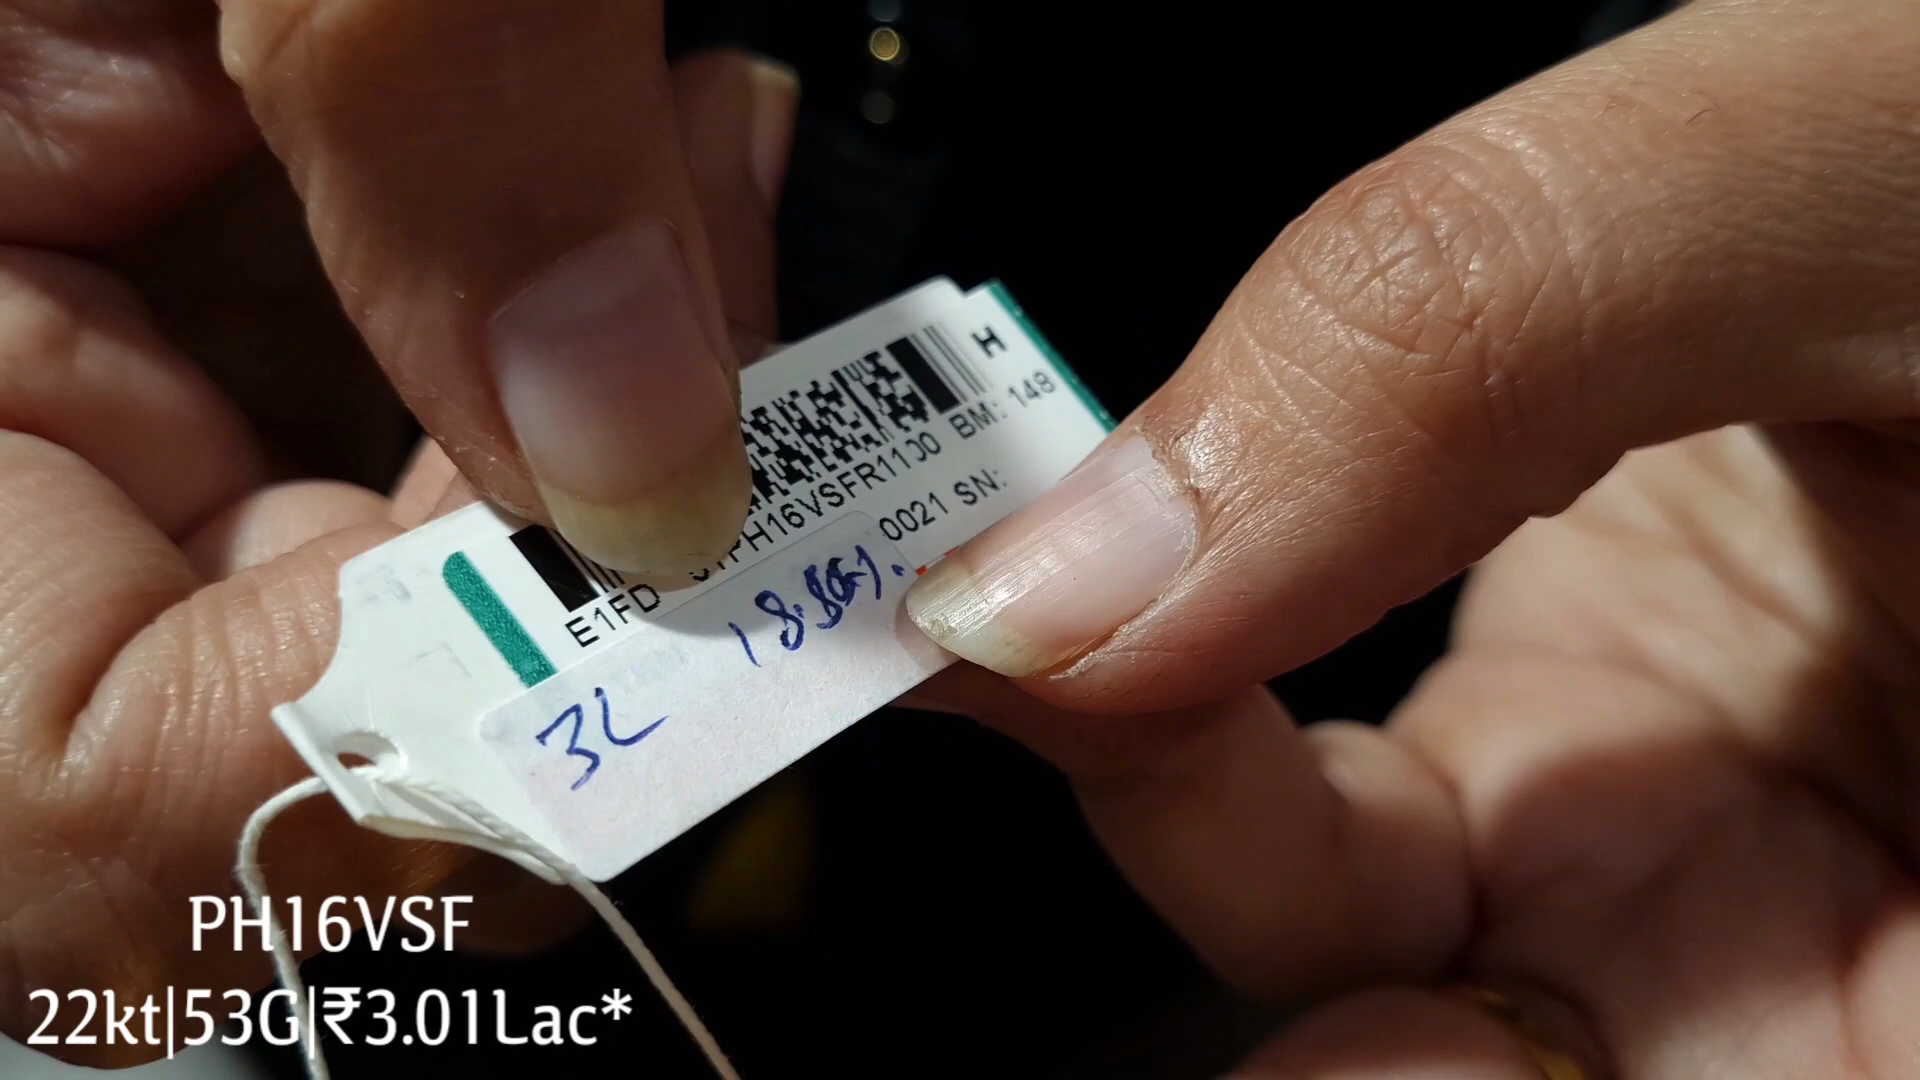 H
PH16VSFR1100 BM: 148
E1FD
0021 SN:
3L
PH16VSF
22kt|53G|₹3.01Lac*